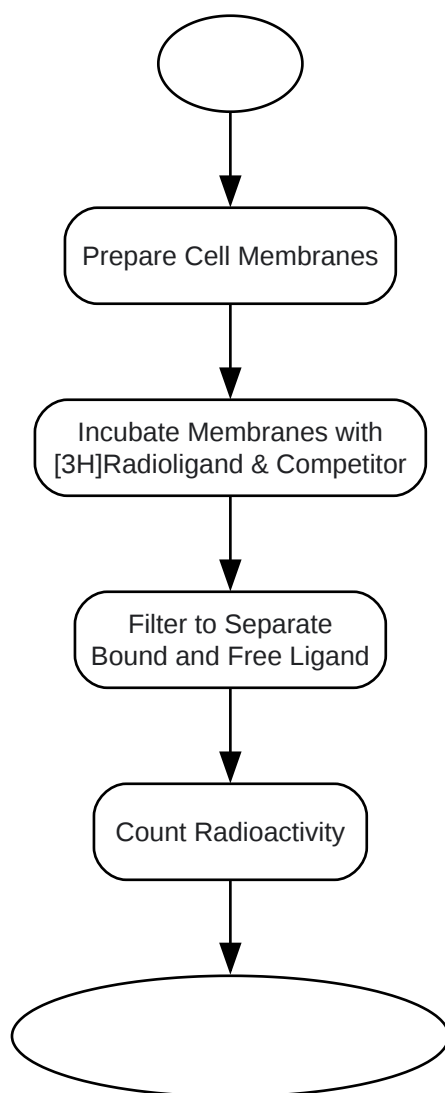 Prepare Cell Membranes
Incubate Membranes with
[3H]Radioligand & Competitor
Filter to Separate
Bound and Free Ligand
Count Radioactivity